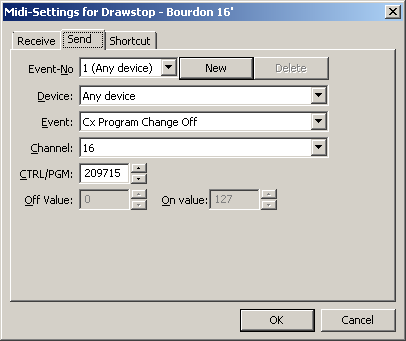 Midi-Settings for Drawstop - Bourdon 16'
Receive Send Shortcut
Event-No 1 (Any device) New Delete
Device: Any device
Event: Cx Program Change Off
Channel: 16
CTRL/PGM: 209715
Off Value: 0 On value: 127
OK Cancel